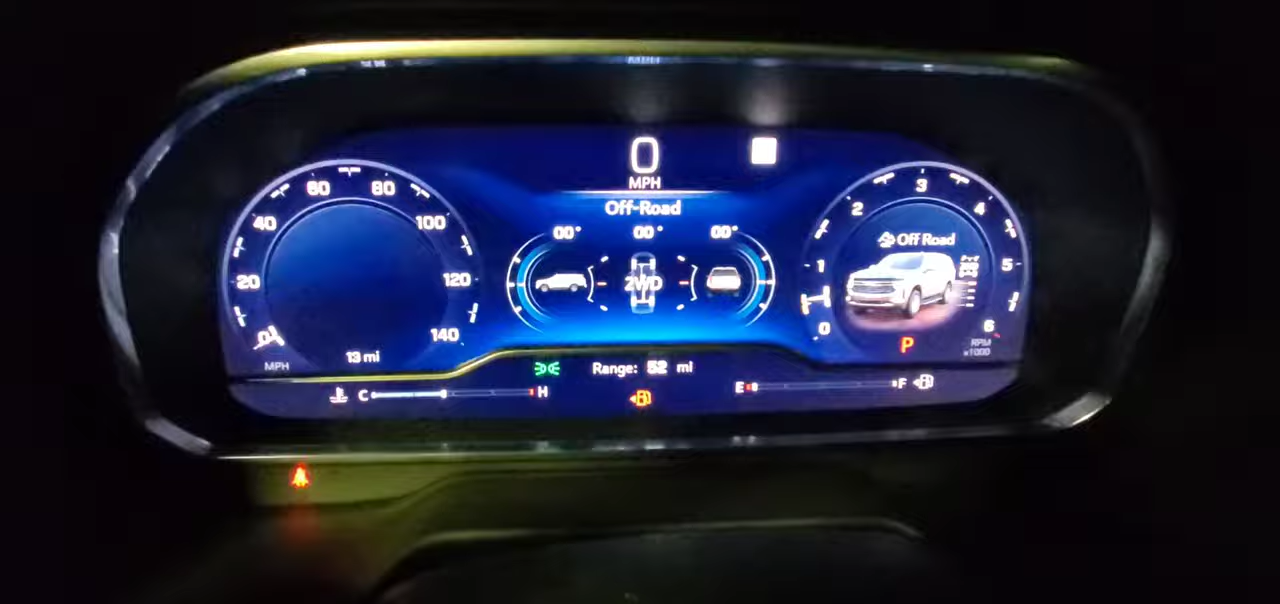 0
MPH
Off-Road
00° 00° 00°
2WD
20 40 60 80 100 120 140
MPH
13 mi
0 1 2 3 4 5 6
Off Road
P
RPM
x1000
Range: 52 mi
C H
E F